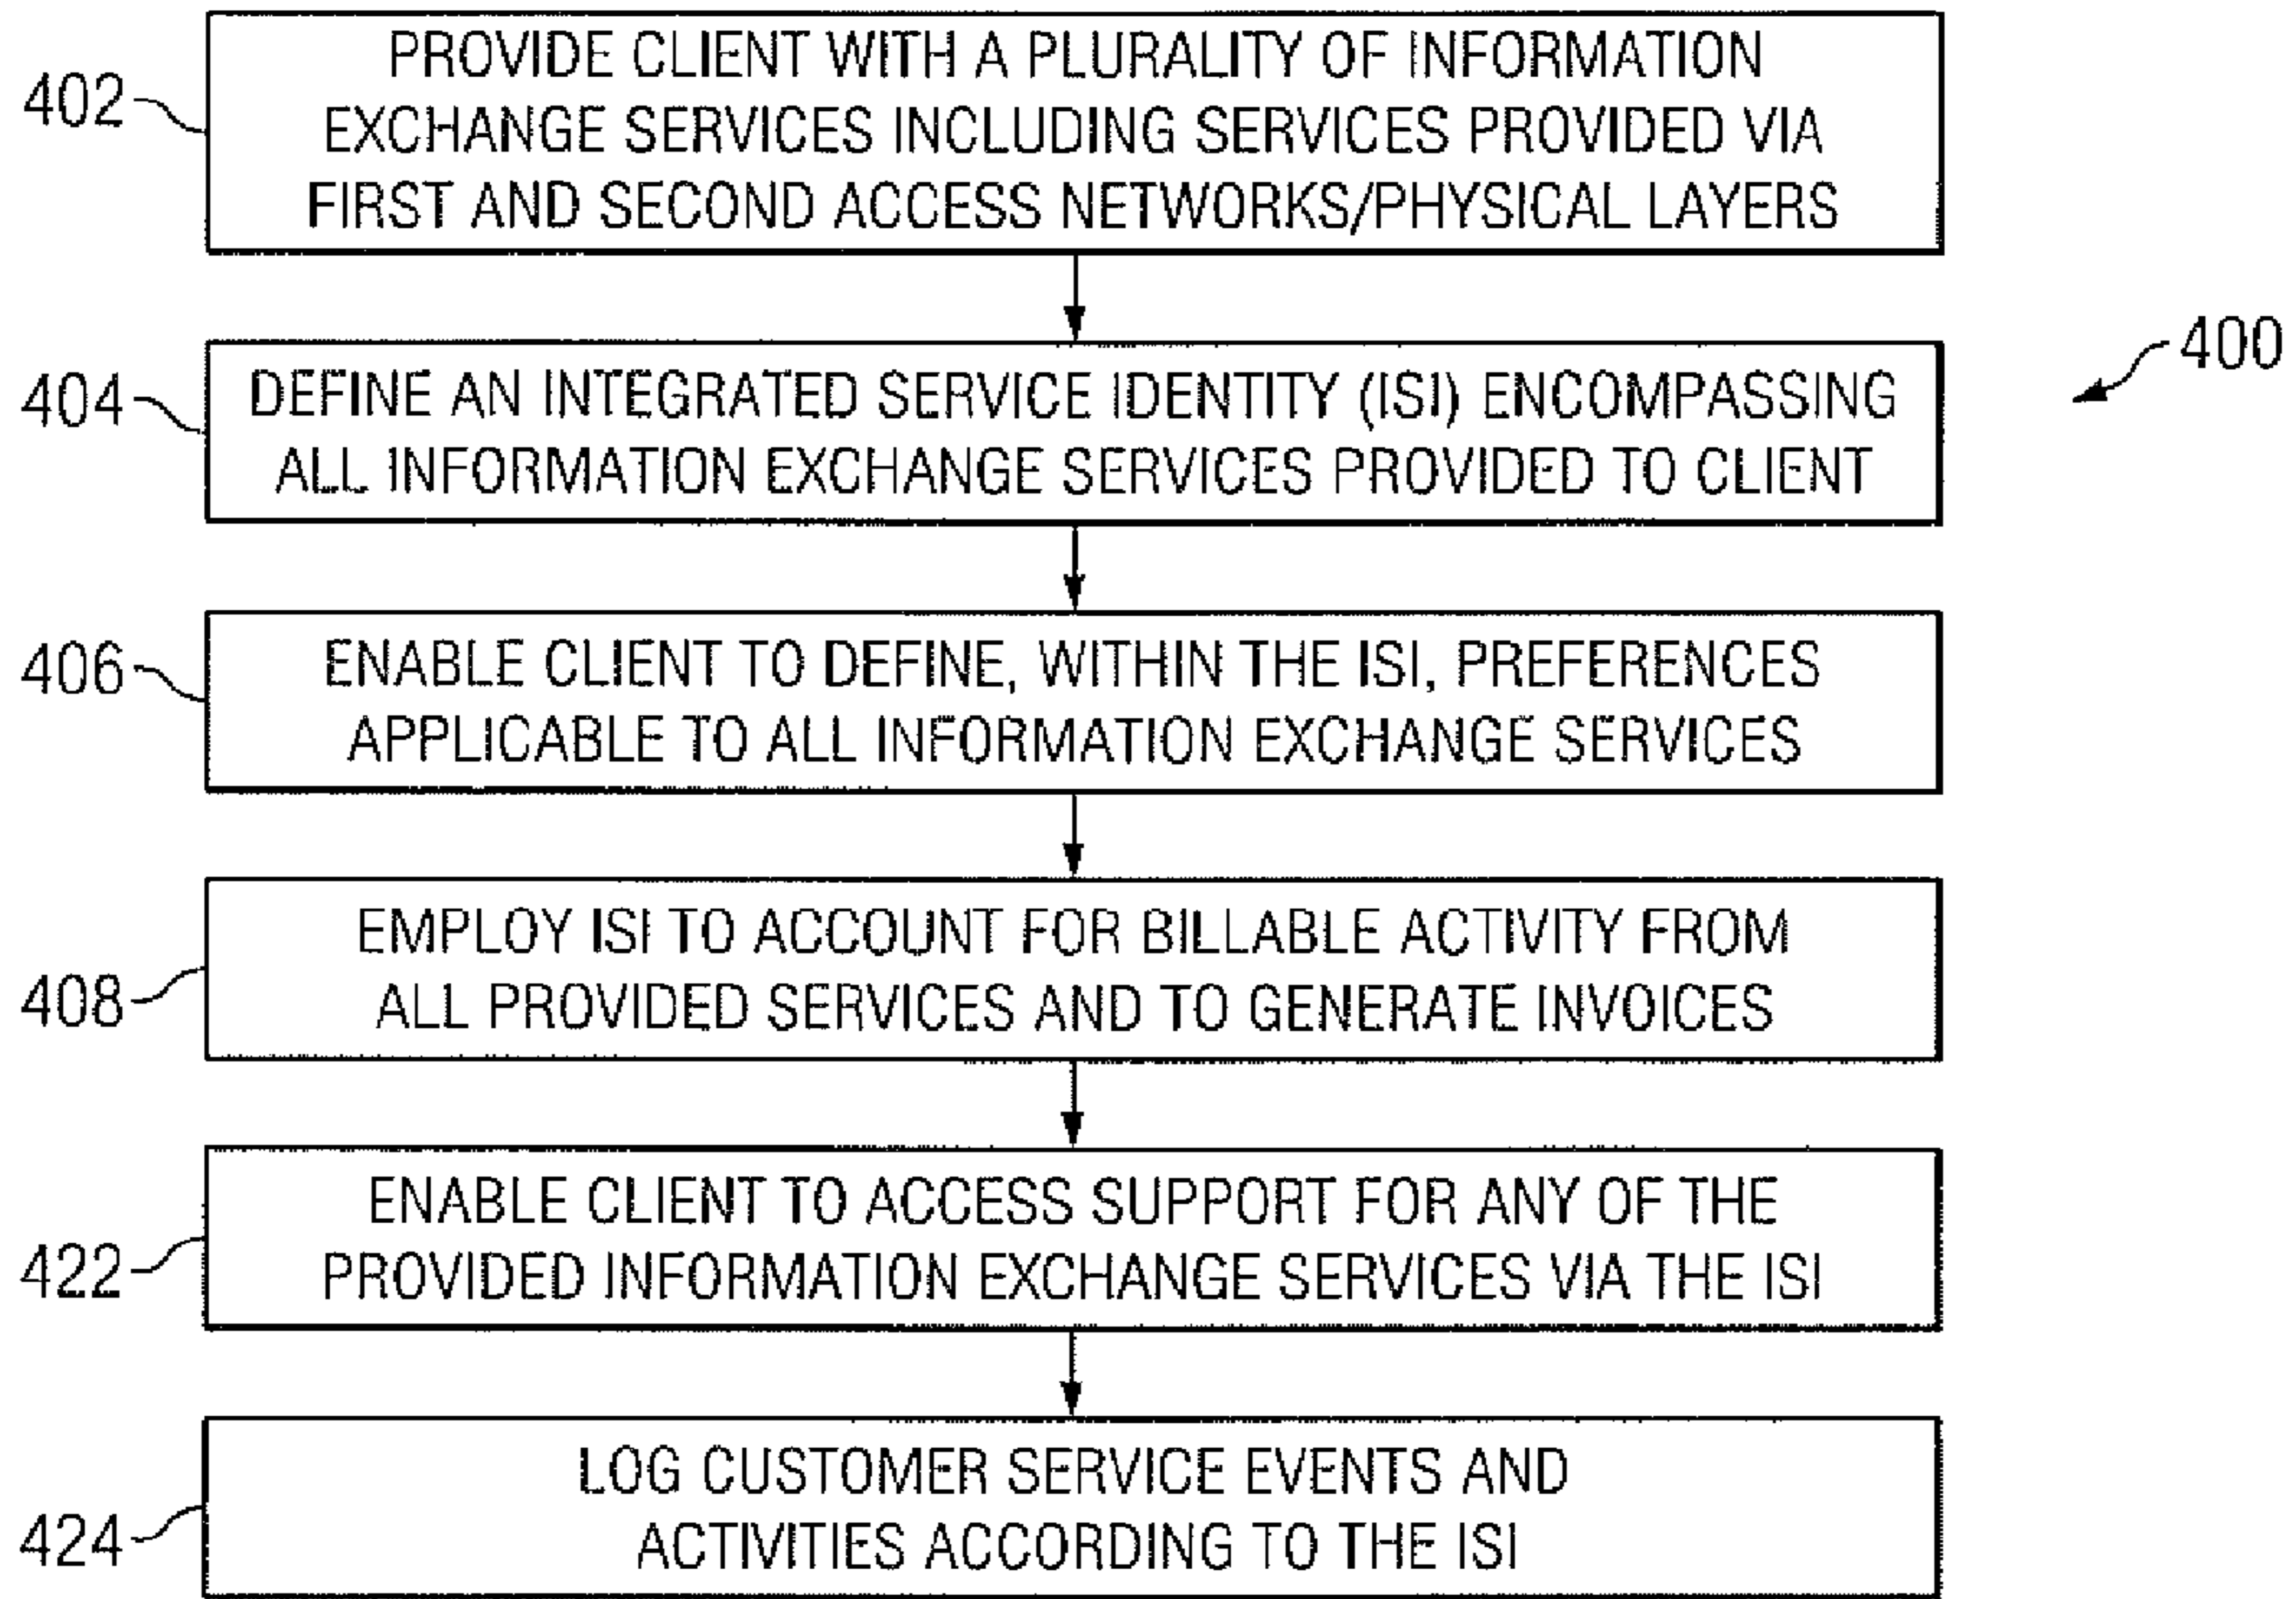 PROVIDE CLIENT WITH A PLURALITY OF INFORMATION
EXCHANGE SERVICES INCLUDING SERVICES PROVIDED VIA
FIRST AND SECOND ACCESS NETWORKS/PHYSICAL LAYERS
402
400
DEFINE AN INTEGRATED SERVICE IDENTITY (ISI) ENCOMPASSING
ALL INFORMATION EXCHANGE SERVICES PROVIDED TO CLIENT
404
ENABLE CLIENT TO DEFINE, WITHIN THE ISI, PREFERENCES
APPLICABLE TO ALL INFORMATION EXCHANGE SERVICES
406
EMPLOY ISI TO ACCOUNT FOR BILLABLE ACTIVITY FROM
ALL PROVIDED SERVICES AND TO GENERATE INVOICES
408
ENABLE CLIENT TO ACCESS SUPPORT FOR ANY OF THE
PROVIDED INFORMATION EXCHANGE SERVICES VIA THE ISI
422
LOG CUSTOMER SERVICE EVENTS AND
ACTIVITIES ACCORDING TO THE ISI
424